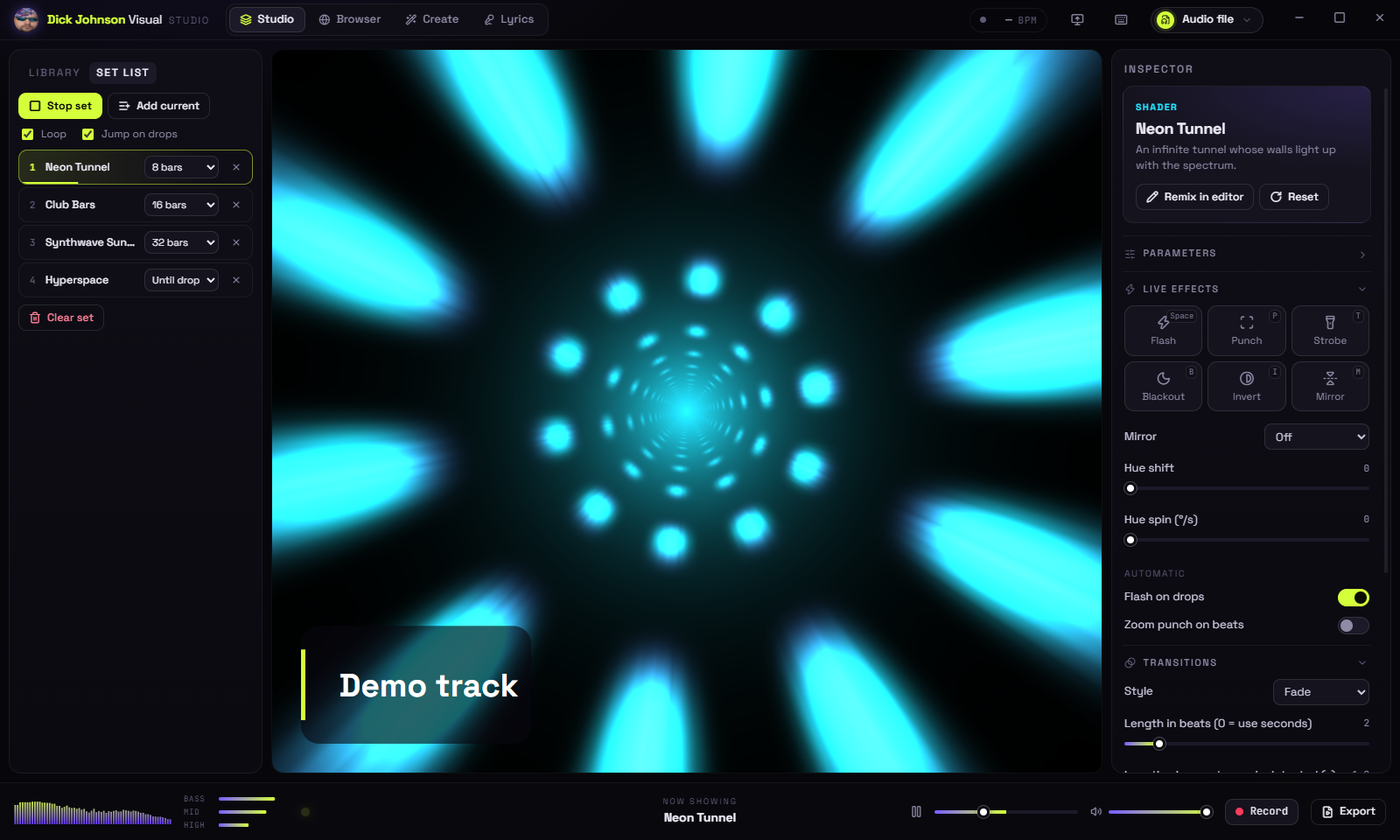 Dick Johnson Visual STUDIO
Studio
Browser
Create
Lyrics
– BPM
Audio file
LIBRARY
SET LIST
Stop set
Add current
Loop
Jump on drops
1 Neon Tunnel 8 bars
2 Club Bars 16 bars
3 Synthwave Sun... 32 bars
4 Hyperspace Until drop
Clear set
Demo track
INSPECTOR
SHADER
Neon Tunnel
An infinite tunnel whose walls light up
with the spectrum.
Remix in editor
Reset
PARAMETERS
LIVE EFFECTS
Space
Flash
P
Punch
T
Strobe
B
Blackout
I
Invert
M
Mirror
Mirror Off
Hue shift 0
Hue spin (°/s) 0
AUTOMATIC
Flash on drops
Zoom punch on beats
TRANSITIONS
Style Fade
Length in beats (0 = use seconds) 2
BASS
MID
HIGH
NOW SHOWING
Neon Tunnel
Record
Export